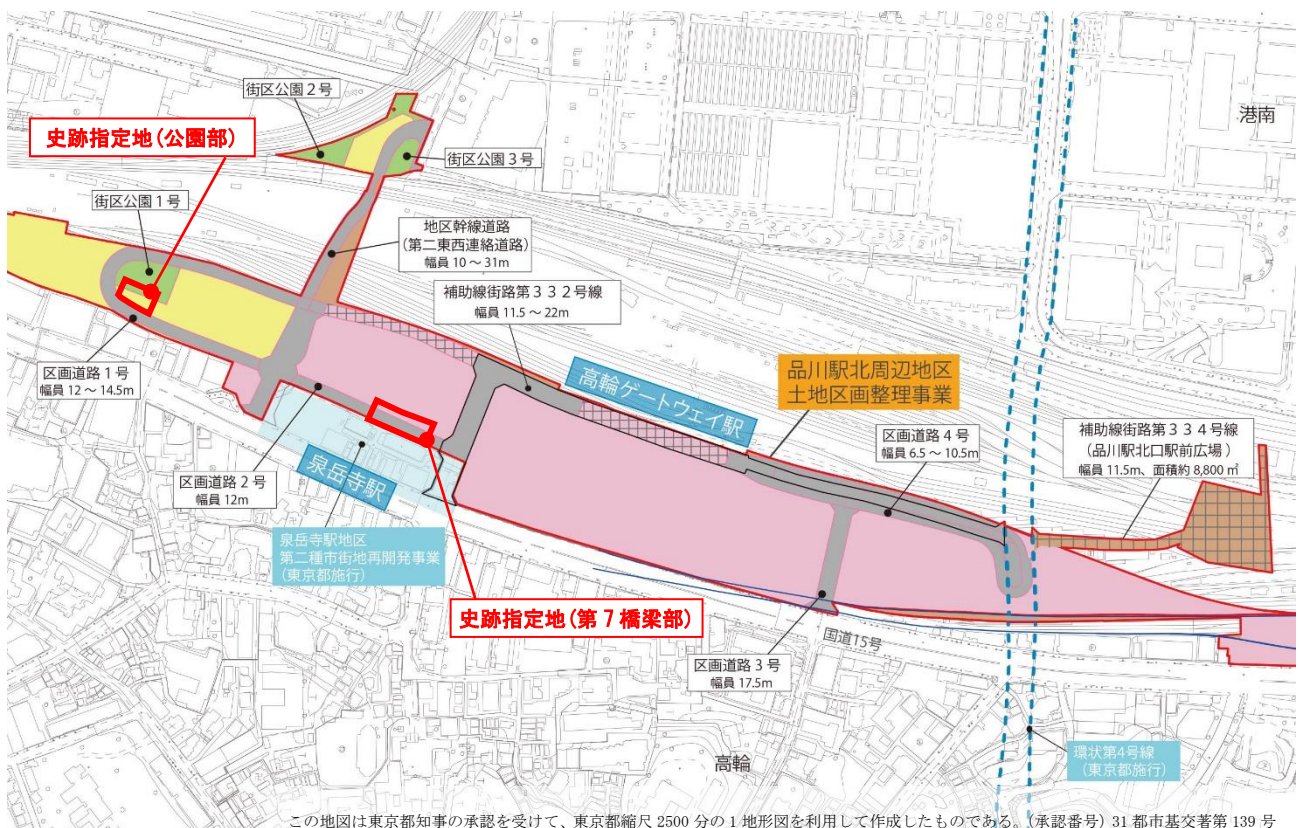 街区公園2号
史跡指定地(公園部)
港南
街区公園3号
街区公園1号
地区幹線道路
(第二東西連絡道路)
幅員 10 ～ 31m
補助線街路第332号線
幅員 11.5 ～ 22m
区画道路1号
幅員 12 ～ 14.5m
高輪ゲートウェイ駅
品川駅北周辺地区
土地区画整理事業
区画道路4号
幅員 6.5 ～ 10.5m
補助線街路第334号線
(品川駅北口駅前広場)
幅員 11.5m、面積約 8,800 ㎡
区画道路2号
幅員 12m
泉岳寺駅
泉岳寺駅地区
第二種市街地再開発事業
(東京都施行)
史跡指定地(第7橋梁部)
国道15号
区画道路3号
幅員 17.5m
環状第4号線
(東京都施行)
高輪
この地図は東京都知事の承認を受けて、東京都縮尺 2500 分の 1 地形図を利用して作成したものである。(承認番号) 31 都市基交著第 139 号